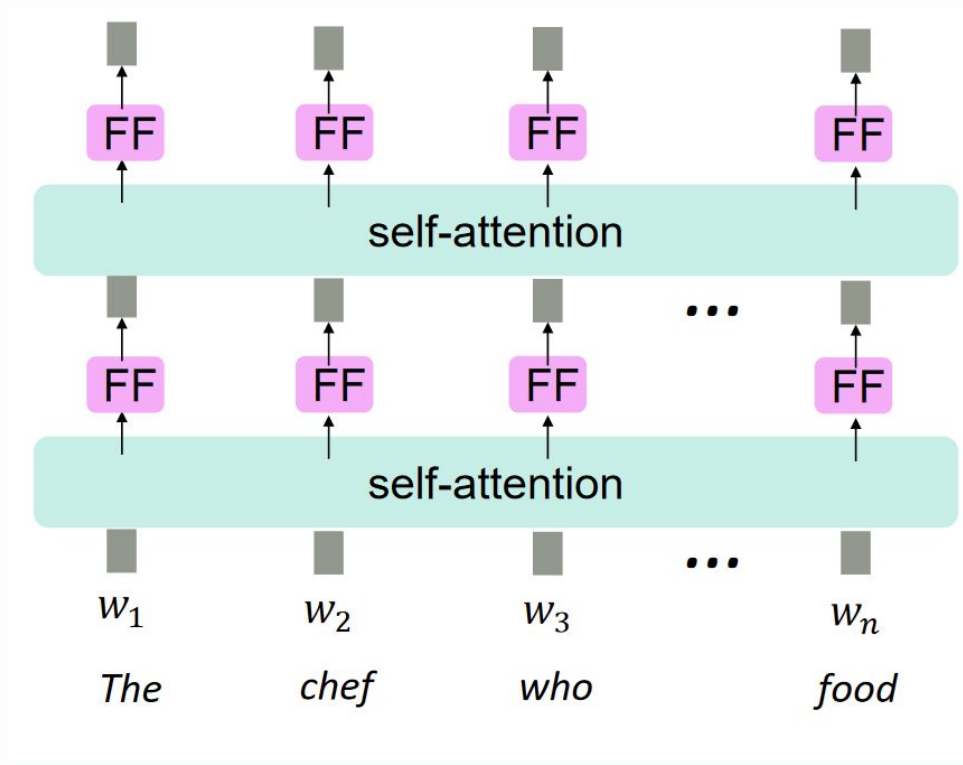 FF FF FF FF
self-attention
...
FF FF FF FF
self-attention
...
w₁ w₂ w₃ wₙ
The chef who food